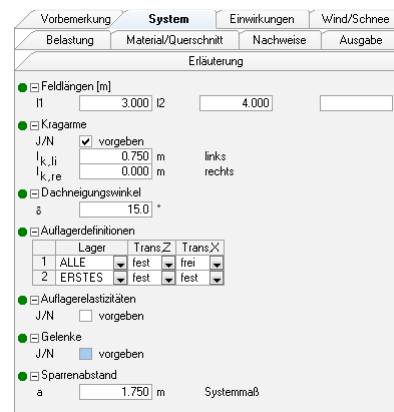 Vorbemerkung System Einwirkungen Wind/Schnee
Belastung Material/Querschnitt Nachweise Ausgabe
Erläuterung
Feldlängen [m]
l1 3.000 l2 4.000
Kragarme
J/N vorgeben
l k,li 0.750 m links
l k,re 0.000 m rechts
Dachneigungswinkel
δ 15.0 °
Auflagerdefinitionen
Lager Trans,Z Trans,X
1 ALLE fest frei
2 ERSTES fest fest
Auflagerelastizitäten
J/N vorgeben
Gelenke
J/N vorgeben
Sparrenabstand
a 1.750 m Systemmaß